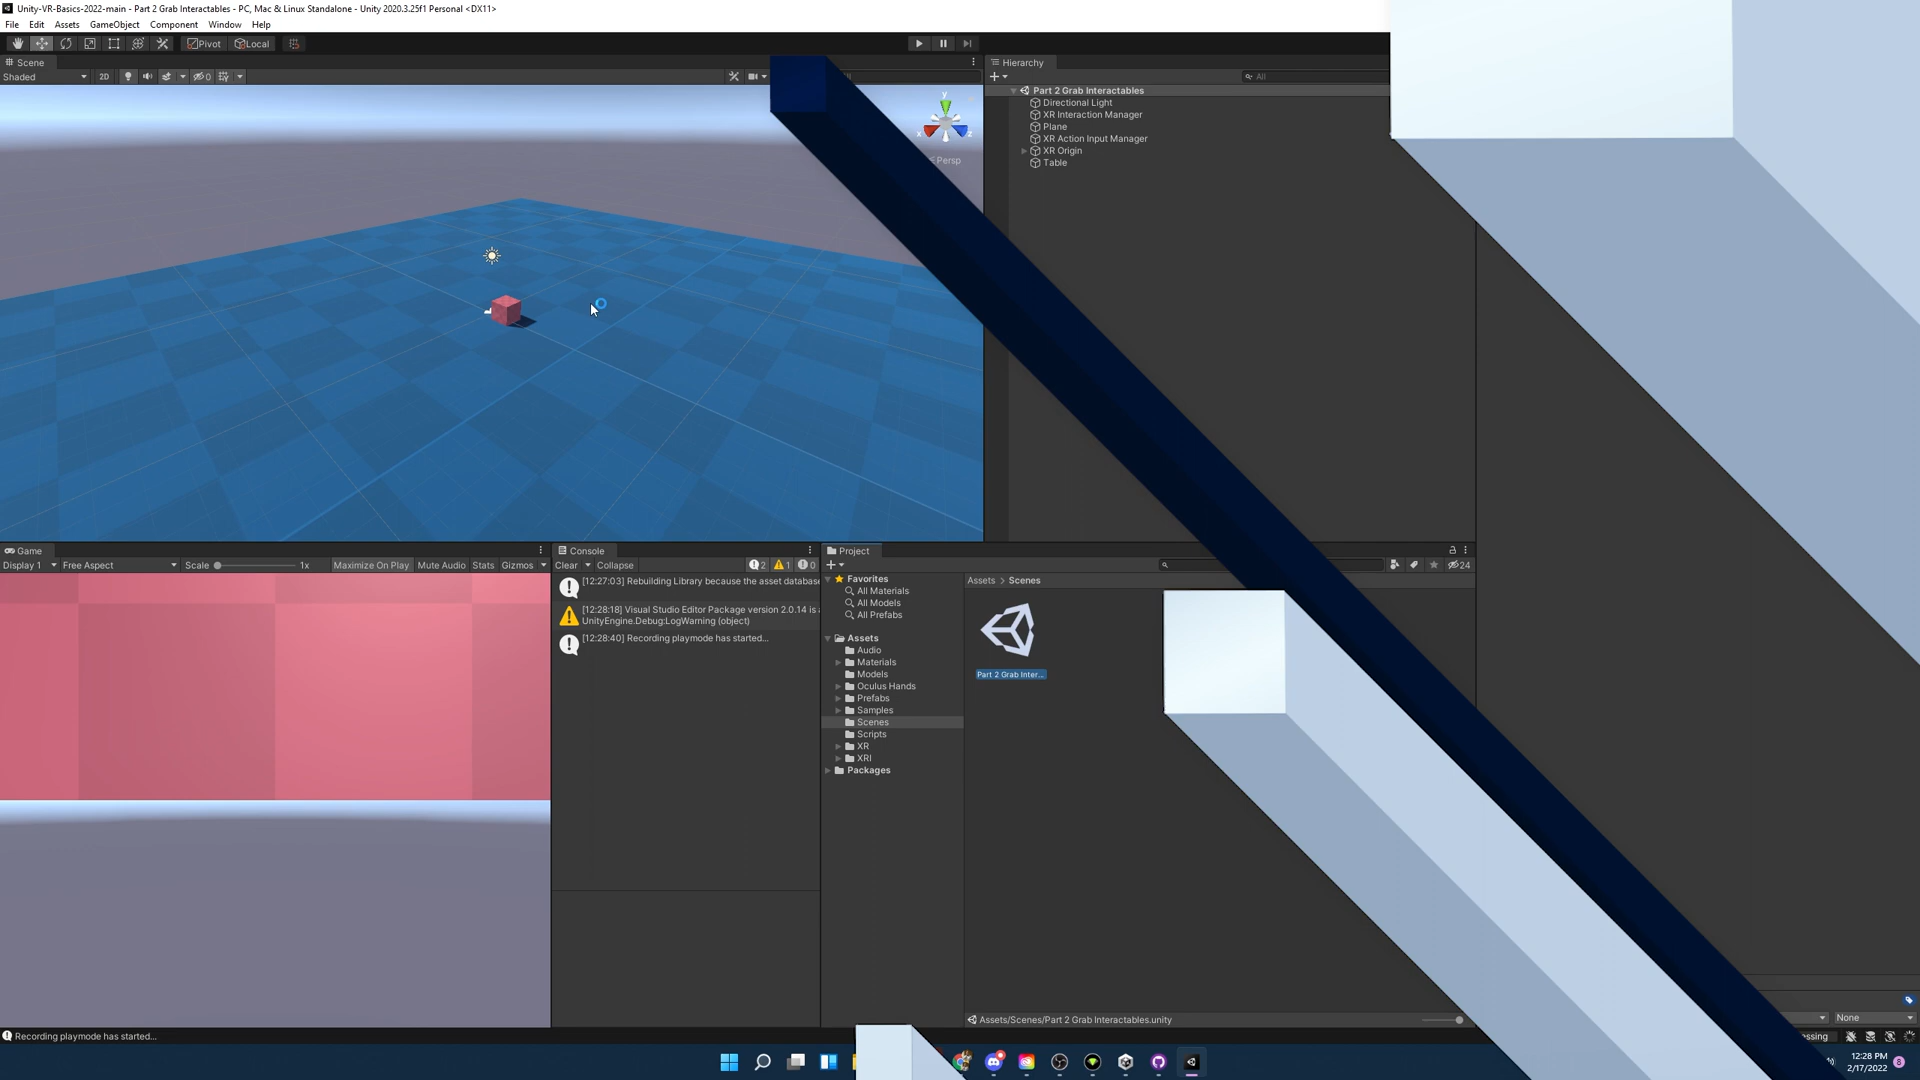 Unity-VR-Basics-2022-main - Part 2 Grab Interactables - PC, Mac & Linux Standalone - Unity 2020.3.25f1 Personal <DX11>
File Edit Assets GameObject Component Window Help
Pivot Local
Scene
Shaded 2D 0
All
y
x z
Persp
Hierarchy
All
Part 2 Grab Interactables
Directional Light
XR Interaction Manager
Plane
XR Action Input Manager
XR Origin
Table
Game
Display 1 Free Aspect Scale 1x Maximize On Play Mute Audio Stats Gizmos
Console
Clear Collapse 2 1 0
[12:27:03] Rebuilding Library because the asset database
[12:28:18] Visual Studio Editor Package version 2.0.14 is
UnityEngine.Debug:LogWarning (object)
[12:28:40] Recording playmode has started...
Project
24
Favorites
All Materials
All Models
All Prefabs
Assets
Audio
Materials
Models
Oculus Hands
Prefabs
Samples
Scenes
Scripts
XR
XRI
Packages
Assets > Scenes
Part 2 Grab Inter...
Assets/Scenes/Part 2 Grab Interactables.unity
None
Recording playmode has started...
12:28 PM
2/17/2022
8